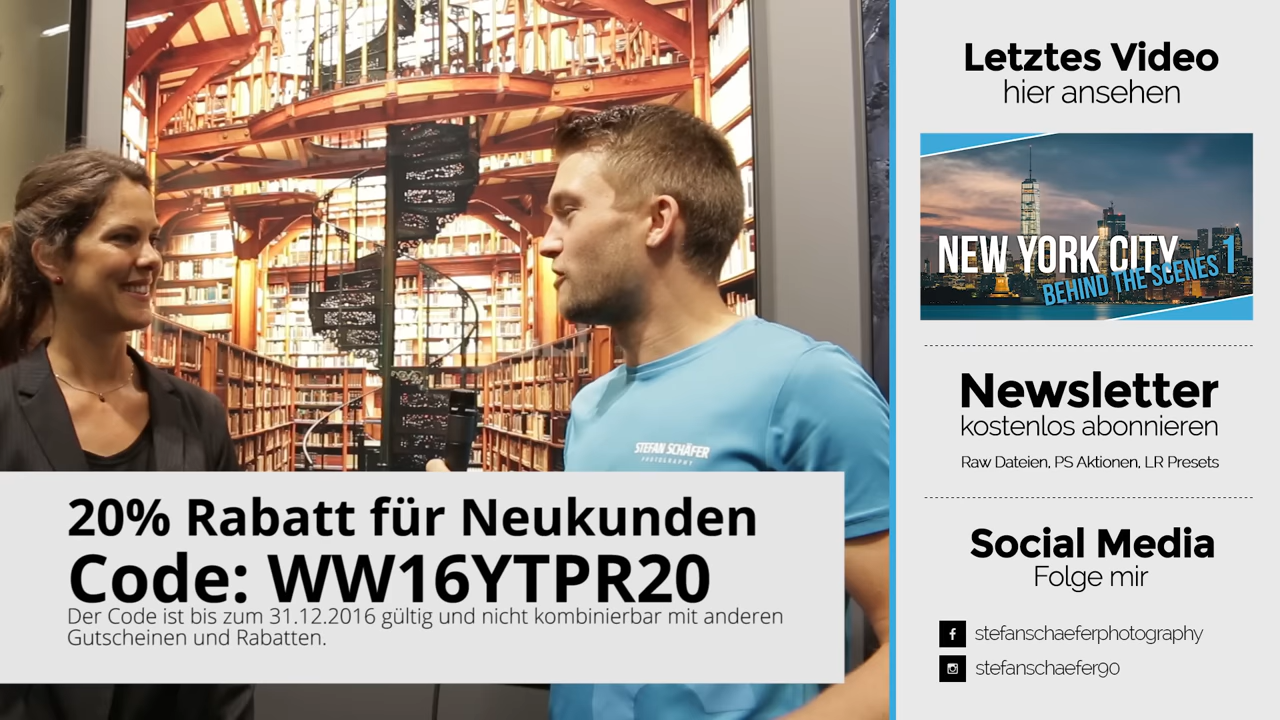 Letztes Video
hier ansehen
NEW YORK CITY
BEHIND THE SCENES 1
Newsletter
kostenlos abonnieren
Raw Dateien, PS Aktionen, LR Presets
Social Media
Folge mir
stefanschaeferphotography
stefanschaefer90
STEFAN SCHÄFER
PHOTOGRAPHY
20% Rabatt für Neukunden
Code: WW16YTPR20
Der Code ist bis zum 31.12.2016 gültig und nicht kombinierbar mit anderen
Gutscheinen und Rabatten.